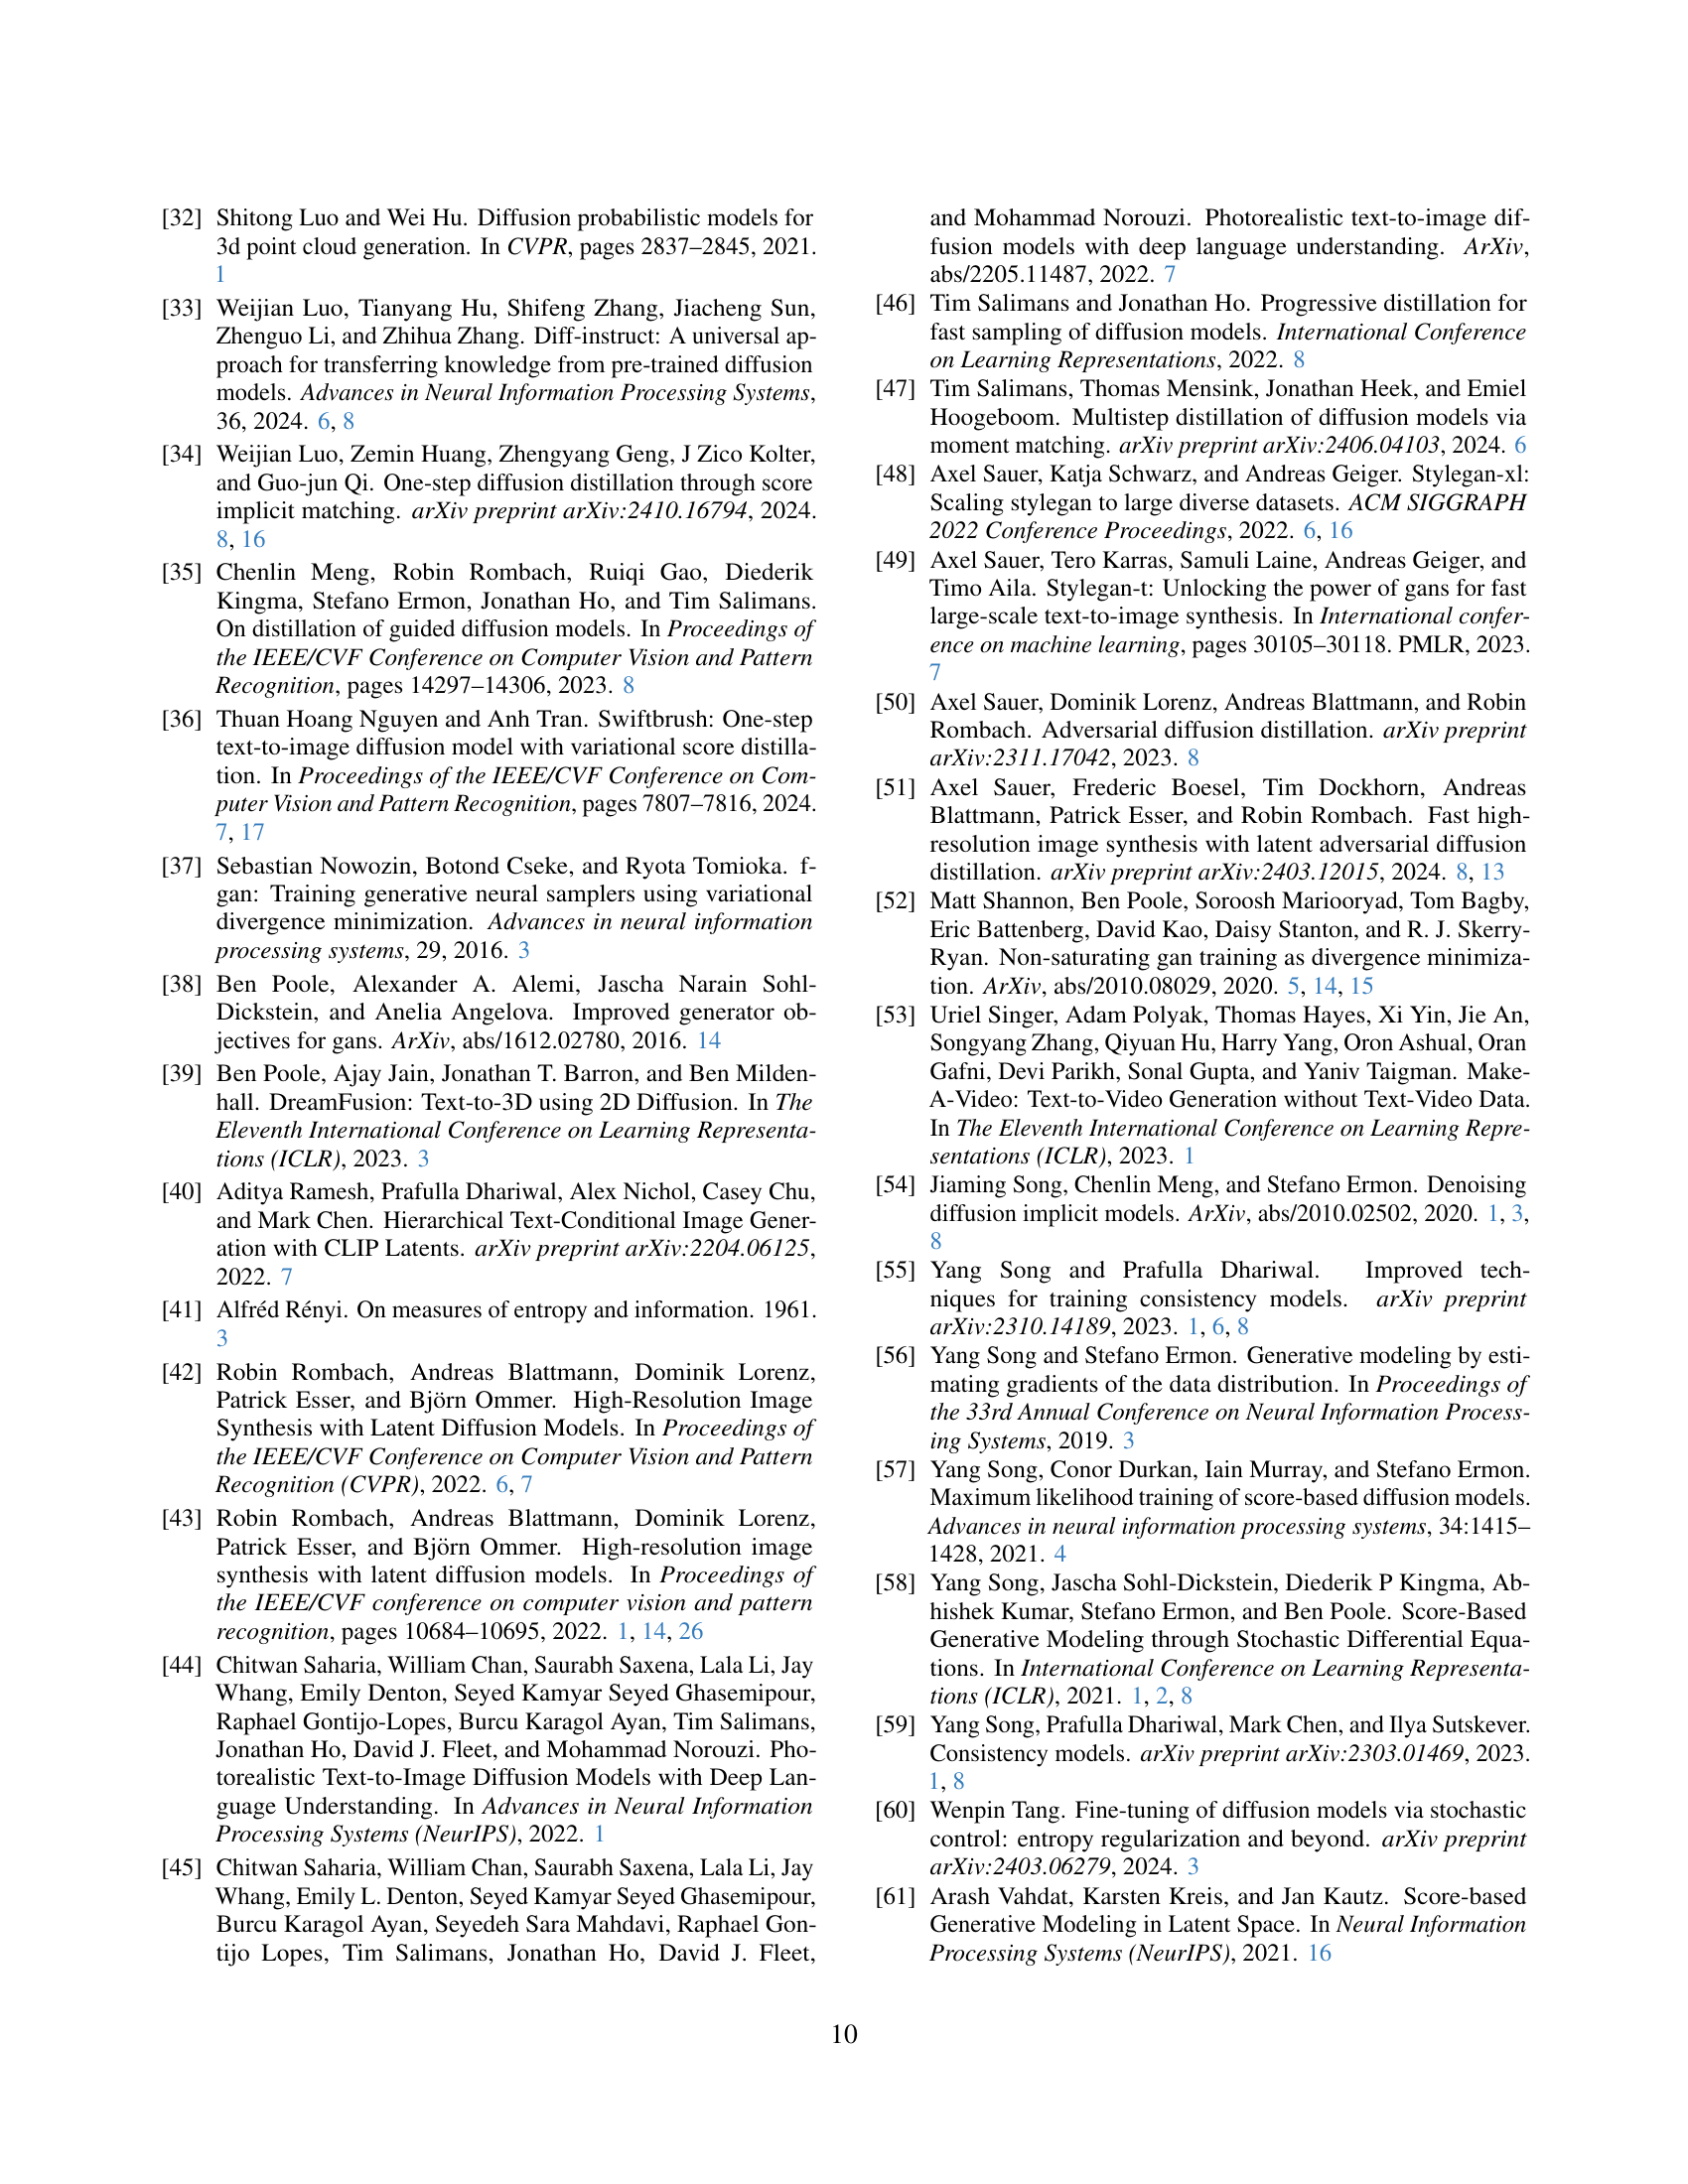 [32] Shitong Luo and Wei Hu. Diffusion probabilistic models for
3d point cloud generation. In CVPR, pages 2837–2845, 2021.
1
[33] Weijian Luo, Tianyang Hu, Shifeng Zhang, Jiacheng Sun,
Zhenguo Li, and Zhihua Zhang. Diff-instruct: A universal ap-
proach for transferring knowledge from pre-trained diffusion
models. Advances in Neural Information Processing Systems,
36, 2024. 6, 8
[34] Weijian Luo, Zemin Huang, Zhengyang Geng, J Zico Kolter,
and Guo-jun Qi. One-step diffusion distillation through score
implicit matching. arXiv preprint arXiv:2410.16794, 2024.
8, 16
[35] Chenlin Meng, Robin Rombach, Ruiqi Gao, Diederik
Kingma, Stefano Ermon, Jonathan Ho, and Tim Salimans.
On distillation of guided diffusion models. In Proceedings of
the IEEE/CVF Conference on Computer Vision and Pattern
Recognition, pages 14297–14306, 2023. 8
[36] Thuan Hoang Nguyen and Anh Tran. Swiftbrush: One-step
text-to-image diffusion model with variational score distilla-
tion. In Proceedings of the IEEE/CVF Conference on Com-
puter Vision and Pattern Recognition, pages 7807–7816, 2024.
7, 17
[37] Sebastian Nowozin, Botond Cseke, and Ryota Tomioka. f-
gan: Training generative neural samplers using variational
divergence minimization. Advances in neural information
processing systems, 29, 2016. 3
[38] Ben Poole, Alexander A. Alemi, Jascha Narain Sohl-
Dickstein, and Anelia Angelova. Improved generator ob-
jectives for gans. ArXiv, abs/1612.02780, 2016. 14
[39] Ben Poole, Ajay Jain, Jonathan T. Barron, and Ben Milden-
hall. DreamFusion: Text-to-3D using 2D Diffusion. In The
Eleventh International Conference on Learning Representa-
tions (ICLR), 2023. 3
[40] Aditya Ramesh, Prafulla Dhariwal, Alex Nichol, Casey Chu,
and Mark Chen. Hierarchical Text-Conditional Image Gener-
ation with CLIP Latents. arXiv preprint arXiv:2204.06125,
2022. 7
[41] Alfréd Rényi. On measures of entropy and information. 1961.
3
[42] Robin Rombach, Andreas Blattmann, Dominik Lorenz,
Patrick Esser, and Björn Ommer. High-Resolution Image
Synthesis with Latent Diffusion Models. In Proceedings of
the IEEE/CVF Conference on Computer Vision and Pattern
Recognition (CVPR), 2022. 6, 7
[43] Robin Rombach, Andreas Blattmann, Dominik Lorenz,
Patrick Esser, and Björn Ommer. High-resolution image
synthesis with latent diffusion models. In Proceedings of
the IEEE/CVF conference on computer vision and pattern
recognition, pages 10684–10695, 2022. 1, 14, 26
[44] Chitwan Saharia, William Chan, Saurabh Saxena, Lala Li, Jay
Whang, Emily Denton, Seyed Kamyar Seyed Ghasemipour,
Raphael Gontijo-Lopes, Burcu Karagol Ayan, Tim Salimans,
Jonathan Ho, David J. Fleet, and Mohammad Norouzi. Pho-
torealistic Text-to-Image Diffusion Models with Deep Lan-
guage Understanding. In Advances in Neural Information
Processing Systems (NeurIPS), 2022. 1
[45] Chitwan Saharia, William Chan, Saurabh Saxena, Lala Li, Jay
Whang, Emily L. Denton, Seyed Kamyar Seyed Ghasemipour,
Burcu Karagol Ayan, Seyedeh Sara Mahdavi, Raphael Gon-
tijo Lopes, Tim Salimans, Jonathan Ho, David J. Fleet,
and Mohammad Norouzi. Photorealistic text-to-image dif-
fusion models with deep language understanding. ArXiv,
abs/2205.11487, 2022. 7
[46] Tim Salimans and Jonathan Ho. Progressive distillation for
fast sampling of diffusion models. International Conference
on Learning Representations, 2022. 8
[47] Tim Salimans, Thomas Mensink, Jonathan Heek, and Emiel
Hoogeboom. Multistep distillation of diffusion models via
moment matching. arXiv preprint arXiv:2406.04103, 2024. 6
[48] Axel Sauer, Katja Schwarz, and Andreas Geiger. Stylegan-xl:
Scaling stylegan to large diverse datasets. ACM SIGGRAPH
2022 Conference Proceedings, 2022. 6, 16
[49] Axel Sauer, Tero Karras, Samuli Laine, Andreas Geiger, and
Timo Aila. Stylegan-t: Unlocking the power of gans for fast
large-scale text-to-image synthesis. In International confer-
ence on machine learning, pages 30105–30118. PMLR, 2023.
7
[50] Axel Sauer, Dominik Lorenz, Andreas Blattmann, and Robin
Rombach. Adversarial diffusion distillation. arXiv preprint
arXiv:2311.17042, 2023. 8
[51] Axel Sauer, Frederic Boesel, Tim Dockhorn, Andreas
Blattmann, Patrick Esser, and Robin Rombach. Fast high-
resolution image synthesis with latent adversarial diffusion
distillation. arXiv preprint arXiv:2403.12015, 2024. 8, 13
[52] Matt Shannon, Ben Poole, Soroosh Mariooryad, Tom Bagby,
Eric Battenberg, David Kao, Daisy Stanton, and R. J. Skerry-
Ryan. Non-saturating gan training as divergence minimiza-
tion. ArXiv, abs/2010.08029, 2020. 5, 14, 15
[53] Uriel Singer, Adam Polyak, Thomas Hayes, Xi Yin, Jie An,
Songyang Zhang, Qiyuan Hu, Harry Yang, Oron Ashual, Oran
Gafni, Devi Parikh, Sonal Gupta, and Yaniv Taigman. Make-
A-Video: Text-to-Video Generation without Text-Video Data.
In The Eleventh International Conference on Learning Repre-
sentations (ICLR), 2023. 1
[54] Jiaming Song, Chenlin Meng, and Stefano Ermon. Denoising
diffusion implicit models. ArXiv, abs/2010.02502, 2020. 1, 3,
8
[55] Yang Song and Prafulla Dhariwal. Improved tech-
niques for training consistency models. arXiv preprint
arXiv:2310.14189, 2023. 1, 6, 8
[56] Yang Song and Stefano Ermon. Generative modeling by esti-
mating gradients of the data distribution. In Proceedings of
the 33rd Annual Conference on Neural Information Process-
ing Systems, 2019. 3
[57] Yang Song, Conor Durkan, Iain Murray, and Stefano Ermon.
Maximum likelihood training of score-based diffusion models.
Advances in neural information processing systems, 34:1415–
1428, 2021. 4
[58] Yang Song, Jascha Sohl-Dickstein, Diederik P Kingma, Ab-
hishek Kumar, Stefano Ermon, and Ben Poole. Score-Based
Generative Modeling through Stochastic Differential Equa-
tions. In International Conference on Learning Representa-
tions (ICLR), 2021. 1, 2, 8
[59] Yang Song, Prafulla Dhariwal, Mark Chen, and Ilya Sutskever.
Consistency models. arXiv preprint arXiv:2303.01469, 2023.
1, 8
[60] Wenpin Tang. Fine-tuning of diffusion models via stochastic
control: entropy regularization and beyond. arXiv preprint
arXiv:2403.06279, 2024. 3
[61] Arash Vahdat, Karsten Kreis, and Jan Kautz. Score-based
Generative Modeling in Latent Space. In Neural Information
Processing Systems (NeurIPS), 2021. 16
10